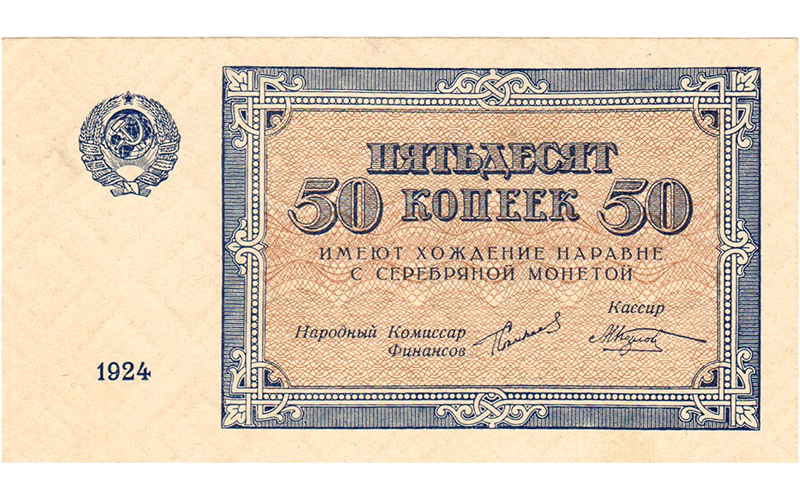 ПЯТЬДЕСЯТ
50 КОПЕЕК 50
ИМЕЮТ ХОЖДЕНИЕ НАРАВНЕ
С СЕРЕБРЯНОЙ МОНЕТОЙ
Кассир
Народный Комиссар
Финансов
1924